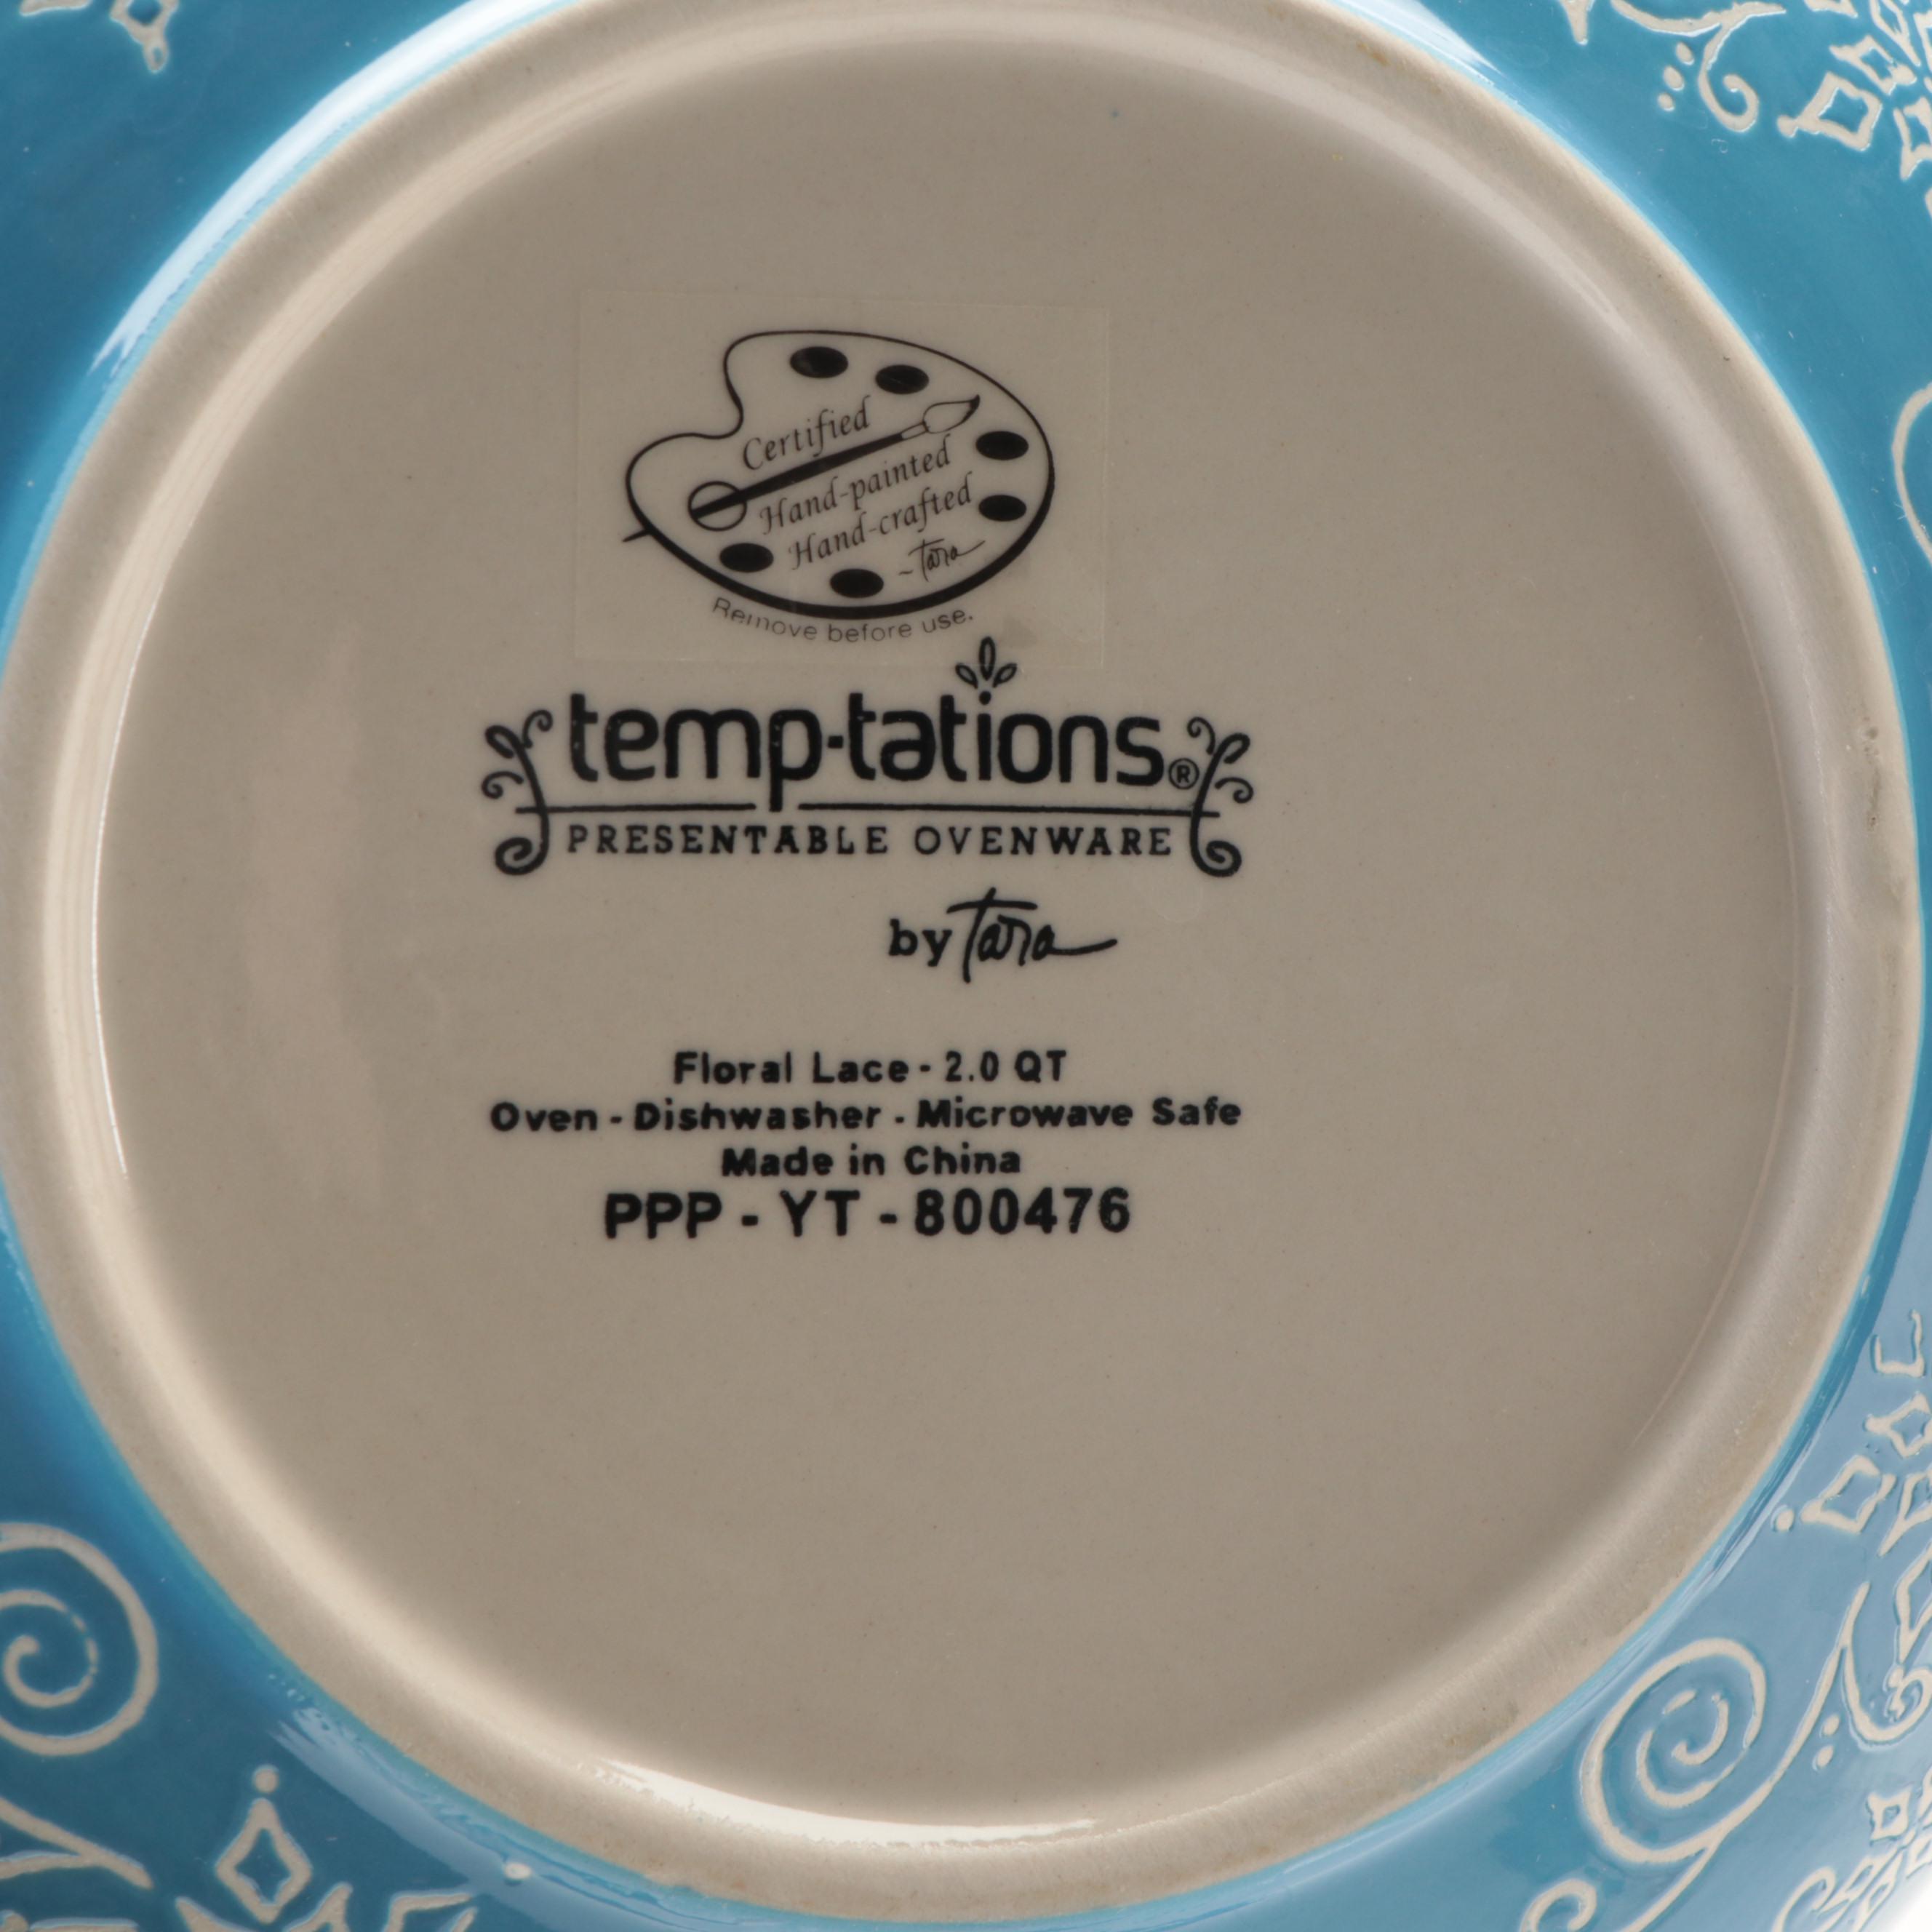 Certified
Hand-painted
Hand-crafted
~ Tara
Remove before use.
temp-tations®
PRESENTABLE OVENWARE
by Tara
Floral Lace - 2.0 QT
Oven - Dishwasher - Microwave Safe
Made in China
PPP - YT - 800476